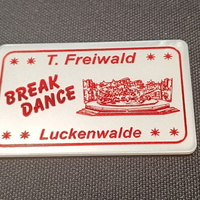 T. Freiwald
BREAK
DANCE
Luckenwalde